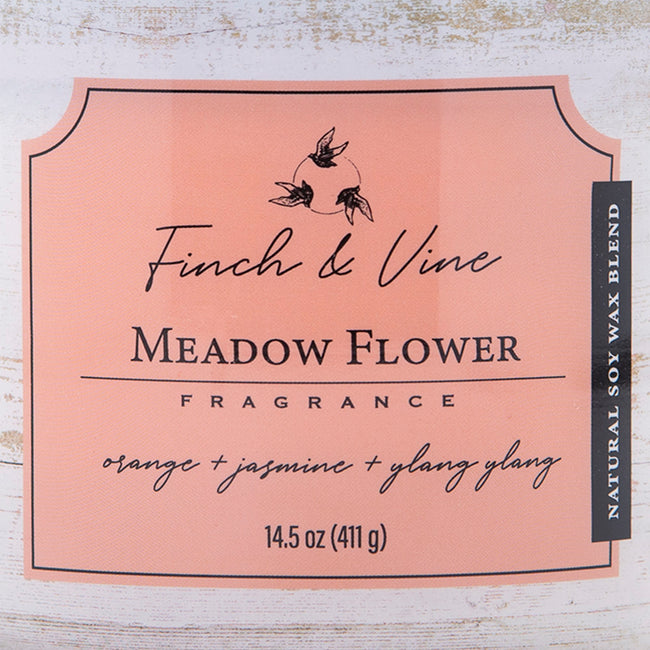 Finch & Vine
MEADOW FLOWER
FRAGRANCE
orange + jasmine + ylang ylang
14.5 oz (411 g)
NATURAL SOY WAX BLEND